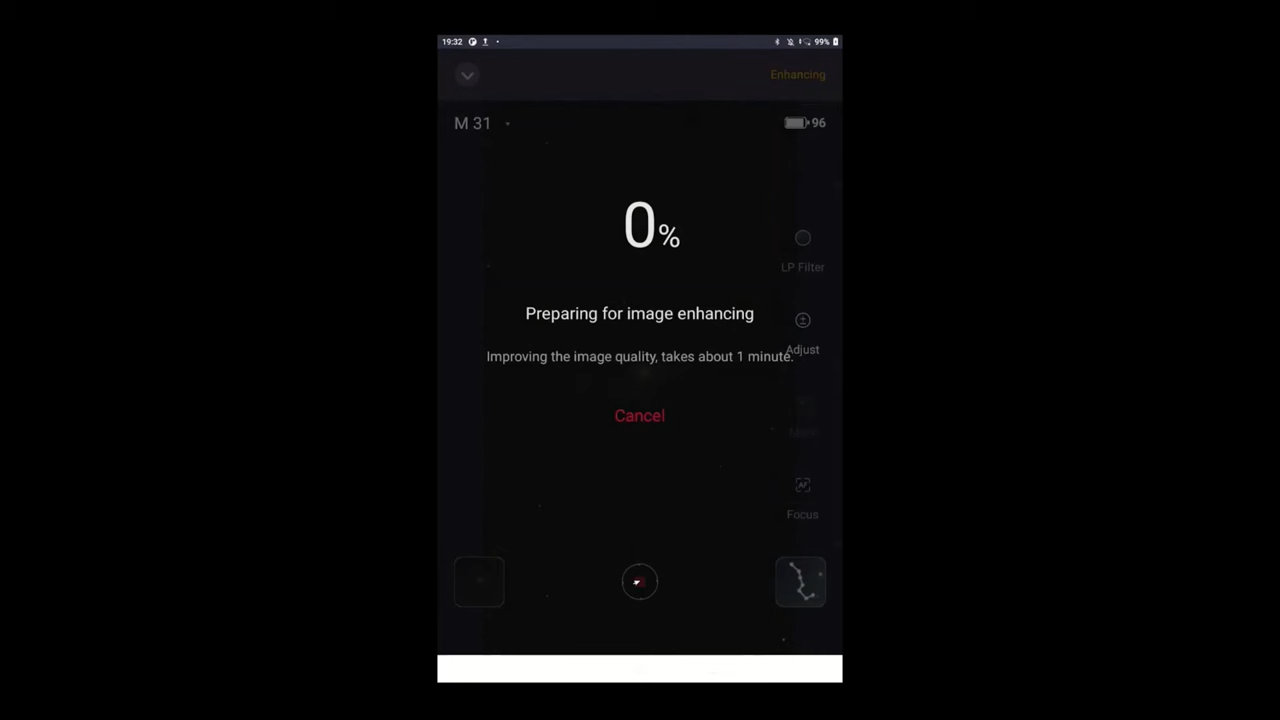 19:32 99%
Enhancing
M 31 96
0%
LP Filter
Preparing for image enhancing
Adjust
Improving the image quality, takes about 1 minute.
Cancel
AF
Focus